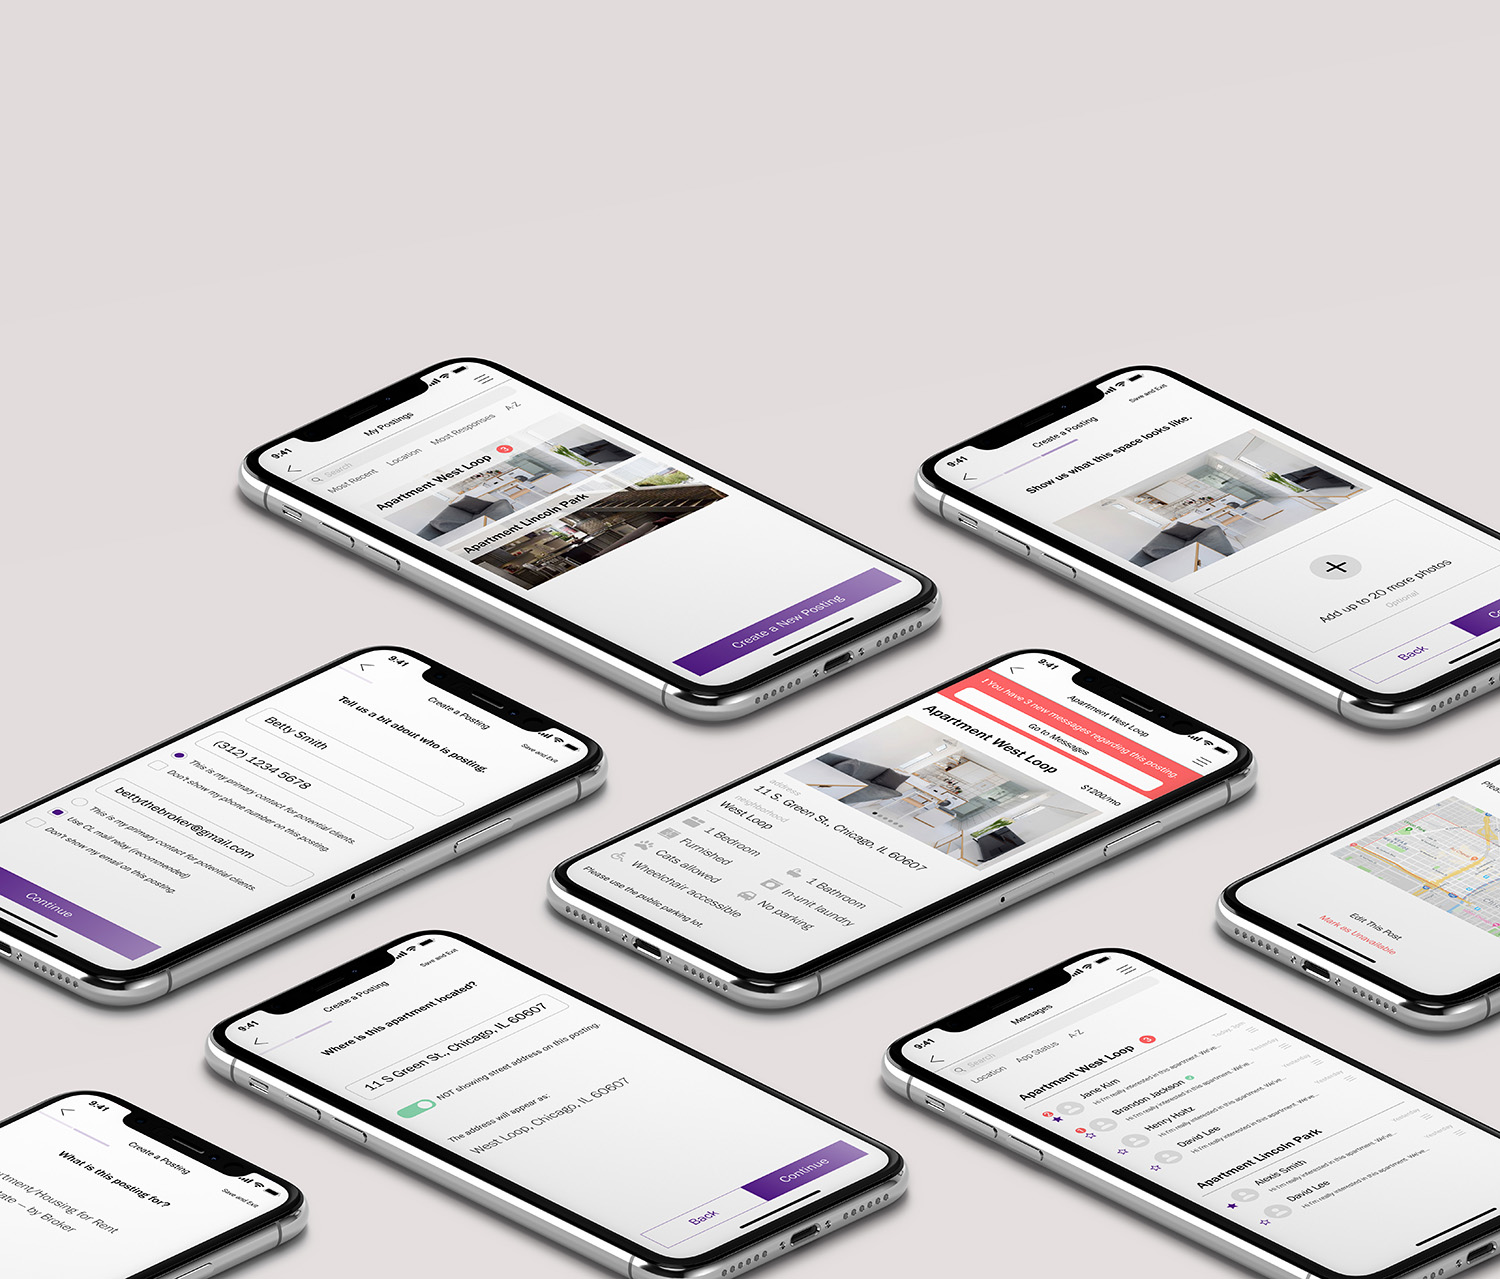 9:41
My Postings
Search
Most Recent
Location
Most Responses
A-Z
Apartment West Loop
3
Apartment Lincoln Park
Create a New Posting
9:41
Create a Posting
Save and Exit
Show us what this space looks like.
Add up to 20 more photos
Optional
Back
9:41
Create a Posting
Save and Exit
Tell us a bit about who is posting.
Betty Smith
(312) 1234 5678
This is my primary contact for potential clients.
Don't show my phone number on this posting.
bettythebroker@gmail.com
This is my primary contact for potential clients.
Use CL mail relay (recommended)
Don't show my email on this posting.
Continue
9:41
Apartment West Loop
! You have 3 new messages regarding this posting.
Go to Messages
Apartment West Loop
$1200/mo
address
11 S. Green St., Chicago, IL 60607
neighborhood
West Loop
1 Bedroom
1 Bathroom
Furnished
In-unit laundry
Cats allowed
No parking
Wheelchair accessible
Please use the public parking lot.
Edit This Post
Mark as Unavailable
9:41
Create a Posting
Save and Exit
Where is this apartment located?
11 S Green St., Chicago, IL 60607
NOT showing street address on this posting.
The address will appear as:
West Loop, Chicago, IL 60607
Back
Continue
9:41
Messages
Search
Location
App Status
A-Z
Apartment West Loop
3
Today, 3pm
2
Jane Kim
Hi I'm really interested in this apartment. We've...
Yesterday
1
Brandon Jackson
Hi I'm really interested in this apartment. We've...
Yesterday
Henry Holtz
Hi I'm really interested in this apartment. We've...
Yesterday
David Lee
Hi I'm really interested in this apartment. We've...
Apartment Lincoln Park
Yesterday
Alexis Smith
Hi I'm really interested in this apartment. We've...
Yesterday
David Lee
Hi I'm really interested in this apartment. We've...
9:41
Create a Posting
Save and Exit
What is this posting for?
rtment/Housing for Rent
tate – by Broker